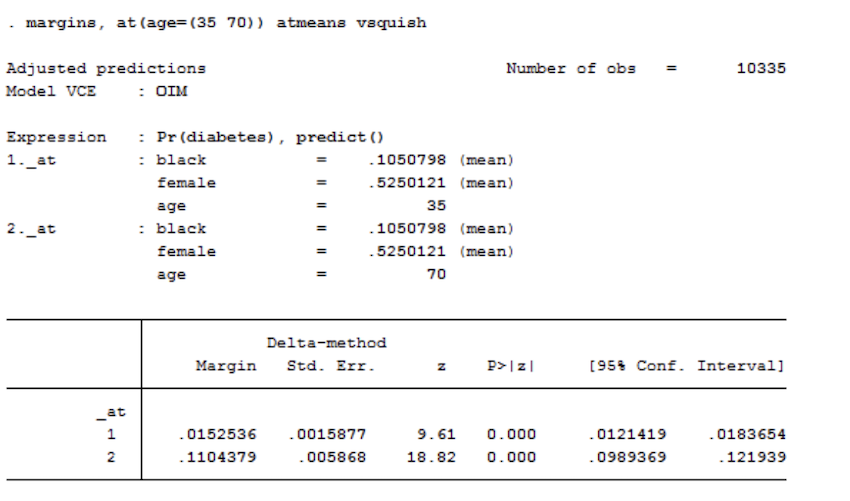 . margins, at(age=(35 70)) atmeans vsquish
Adjusted predictions Number of obs = 10335
Model VCE : OIM
Expression : Pr(diabetes), predict()
1._at : black = .1050798 (mean)
female = .5250121 (mean)
age = 35
2._at : black = .1050798 (mean)
female = .5250121 (mean)
age = 70
Delta-method
Margin Std. Err. z P>|z| [95% Conf. Interval]
_at
1 .0152536 .0015877 9.61 0.000 .0121419 .0183654
2 .1104379 .005868 18.82 0.000 .0989369 .121939